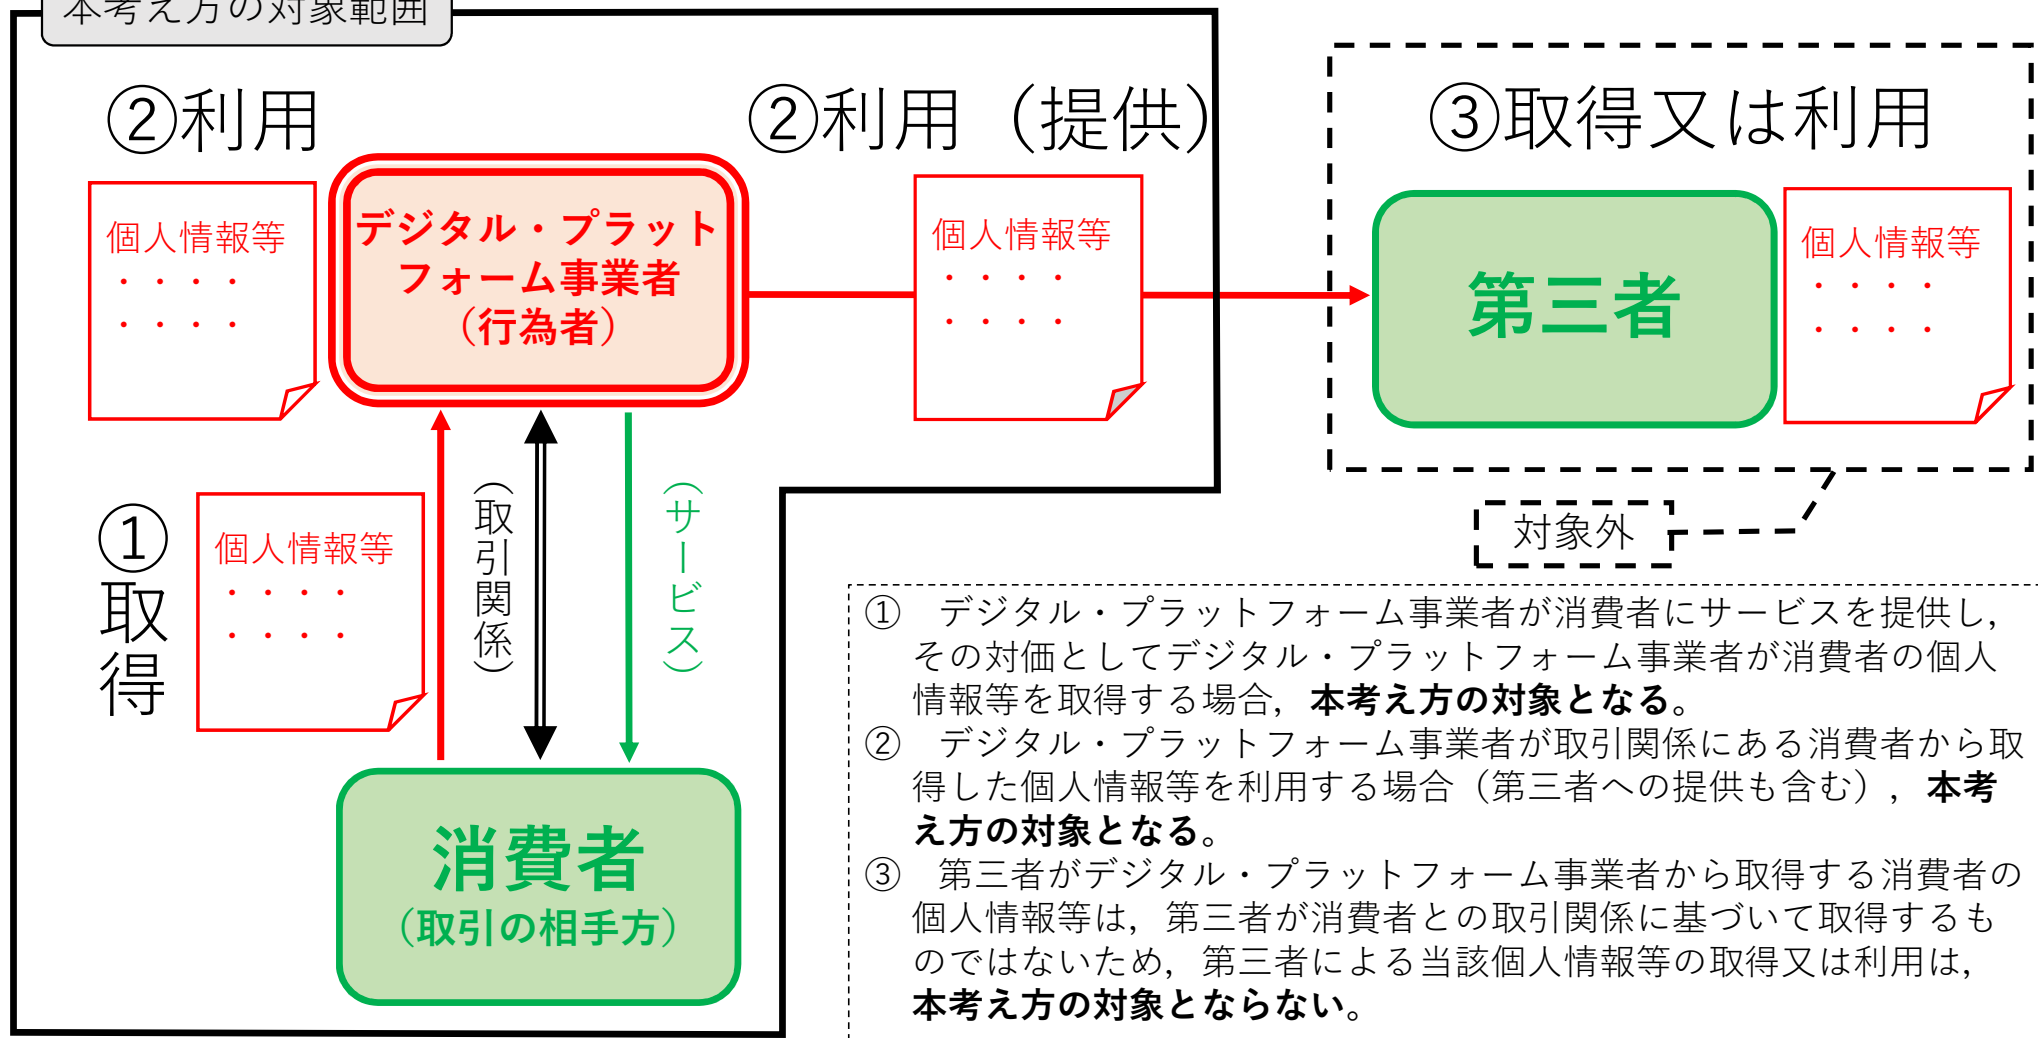 本考え方の対象範囲
②利用
②利用（提供）
③取得又は利用
個人情報等
・・・・
・・・・
デジタル・プラット
フォーム事業者
（行為者）
個人情報等
・・・・
・・・・
第三者
個人情報等
・・・・
・・・・
①取得
個人情報等
・・・・
・・・・
（取引関係）
（サービス）
対象外
消費者
（取引の相手方）
①　デジタル・プラットフォーム事業者が消費者にサービスを提供し，
その対価としてデジタル・プラットフォーム事業者が消費者の個人
情報等を取得する場合，本考え方の対象となる。
②　デジタル・プラットフォーム事業者が取引関係にある消費者から取
得した個人情報等を利用する場合（第三者への提供も含む），本考
え方の対象となる。
③　第三者がデジタル・プラットフォーム事業者から取得する消費者の
個人情報等は，第三者が消費者との取引関係に基づいて取得するも
のではないため，第三者による当該個人情報等の取得又は利用は，
本考え方の対象とならない。